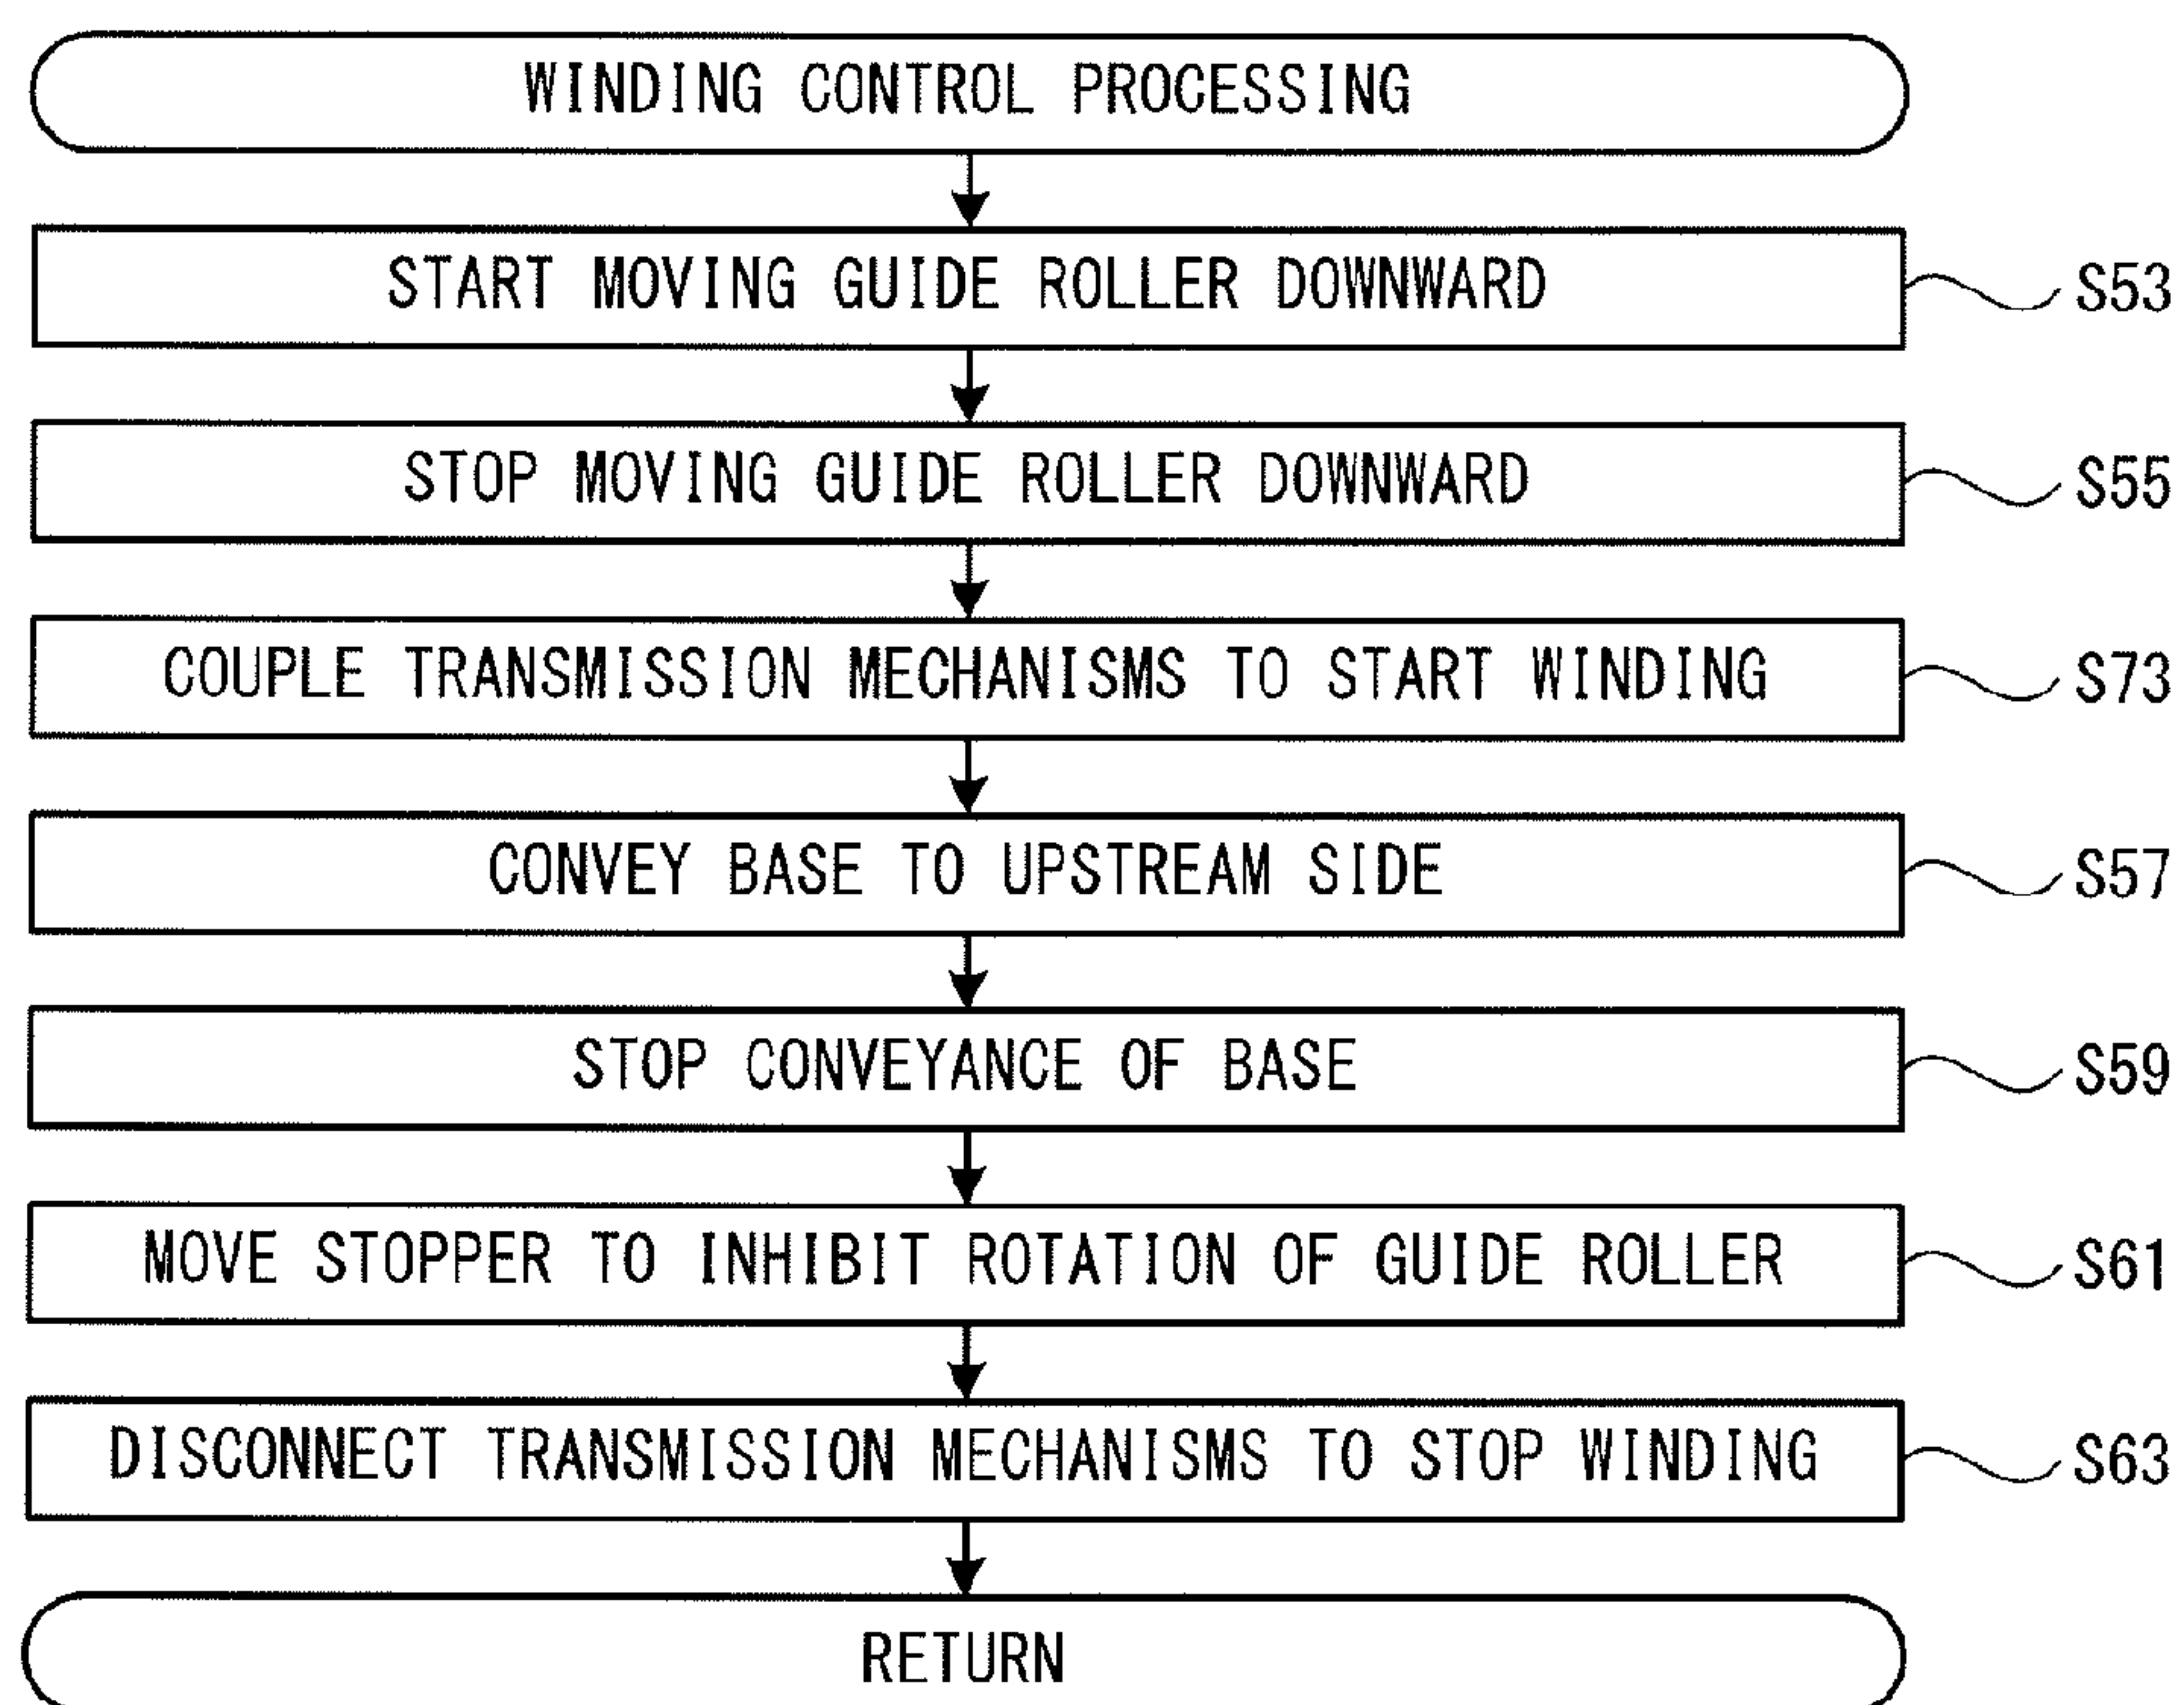 WINDING CONTROL PROCESSING
START MOVING GUIDE ROLLER DOWNWARD
S53
STOP MOVING GUIDE ROLLER DOWNWARD
S55
COUPLE TRANSMISSION MECHANISMS TO START WINDING
S73
CONVEY BASE TO UPSTREAM SIDE
S57
STOP CONVEYANCE OF BASE
S59
MOVE STOPPER TO INHIBIT ROTATION OF GUIDE ROLLER
S61
DISCONNECT TRANSMISSION MECHANISMS TO STOP WINDING
S63
RETURN